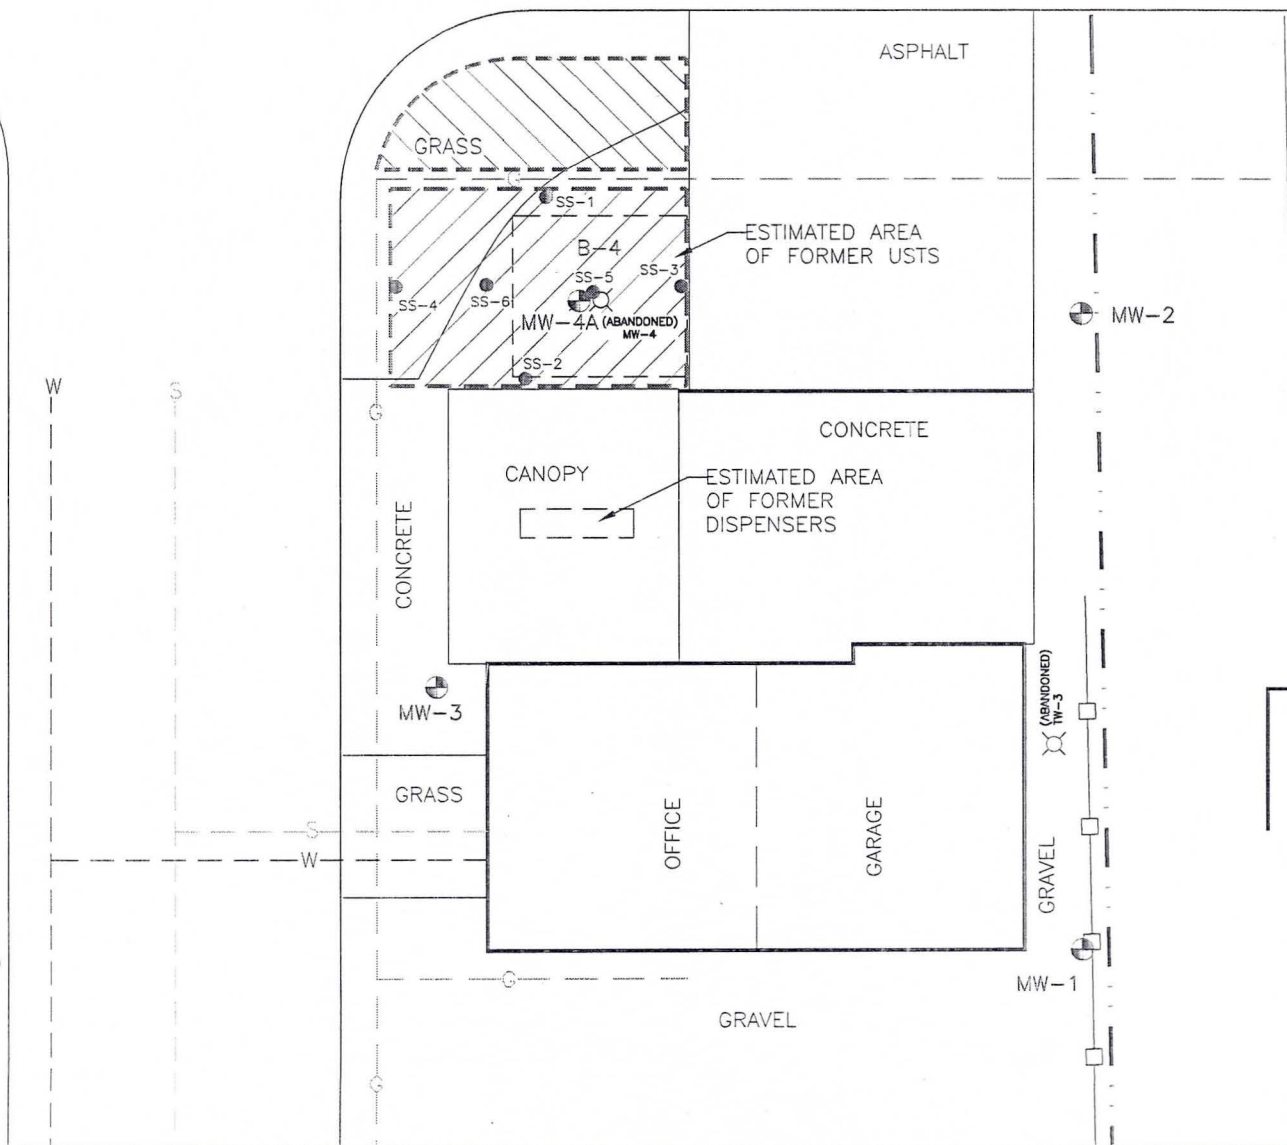 ASPHALT
GRASS
G
SS-1
ESTIMATED AREA
OF FORMER USTS
B-4
SS-5
SS-3
SS-4
SS-6
MW-4A
(ABANDONED)
MW-4
MW-2
SS-2
W
S
G
CONCRETE
CANOPY
ESTIMATED AREA
OF FORMER
DISPENSERS
CONCRETE
(ABANDONED)
TW-3
MW-3
GRASS
OFFICE
GARAGE
S
W
GRAVEL
G
MW-1
GRAVEL
G